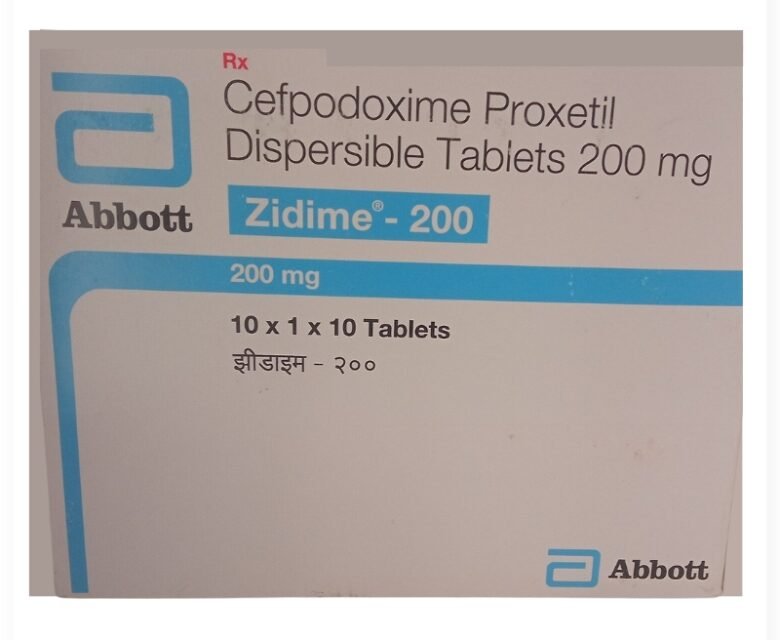 Rx
Cefpodoxime Proxetil
Dispersible Tablets 200 mg
Abbott
Zidime®- 200
200 mg
10 x 1 x 10 Tablets
झीडाइम - २००
Abbott